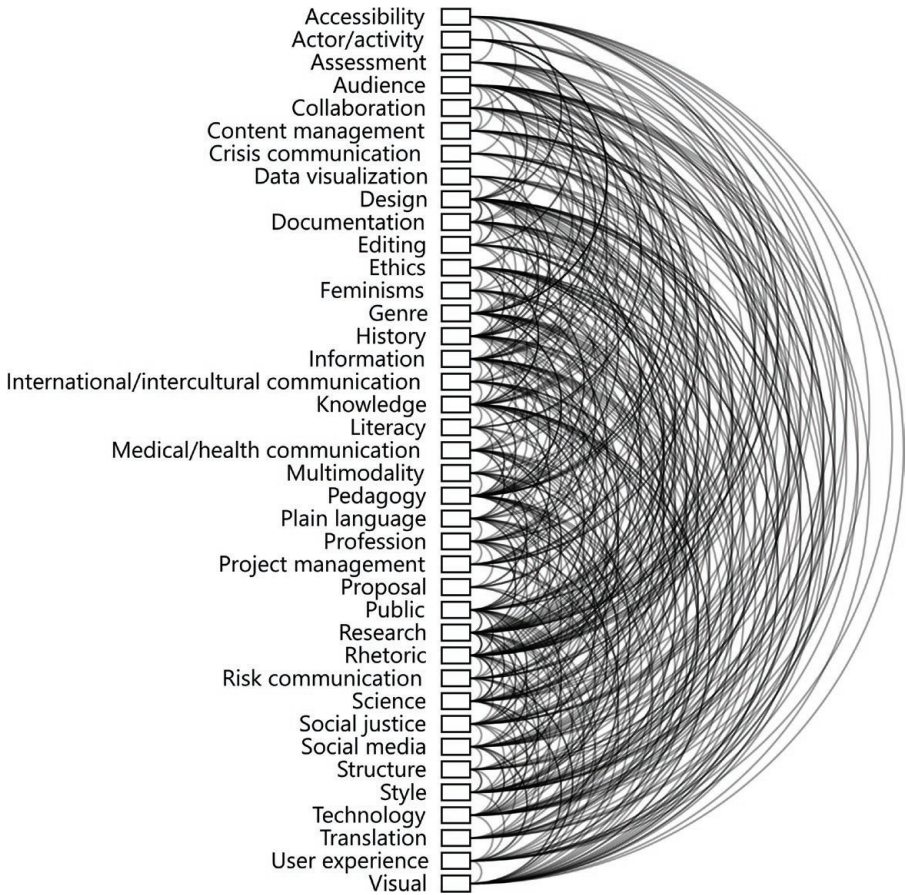 Accessibility
Actor/activity
Assessment
Audience
Collaboration
Content management
Crisis communication
Data visualization
Design
Documentation
Editing
Ethics
Feminisms
Genre
History
Information
International/intercultural communication
Knowledge
Literacy
Medical/health communication
Multimodality
Pedagogy
Plain language
Profession
Project management
Proposal
Public
Research
Rhetoric
Risk communication
Science
Social justice
Social media
Structure
Style
Technology
Translation
User experience
Visual